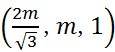 (2m/√3, m, 1)